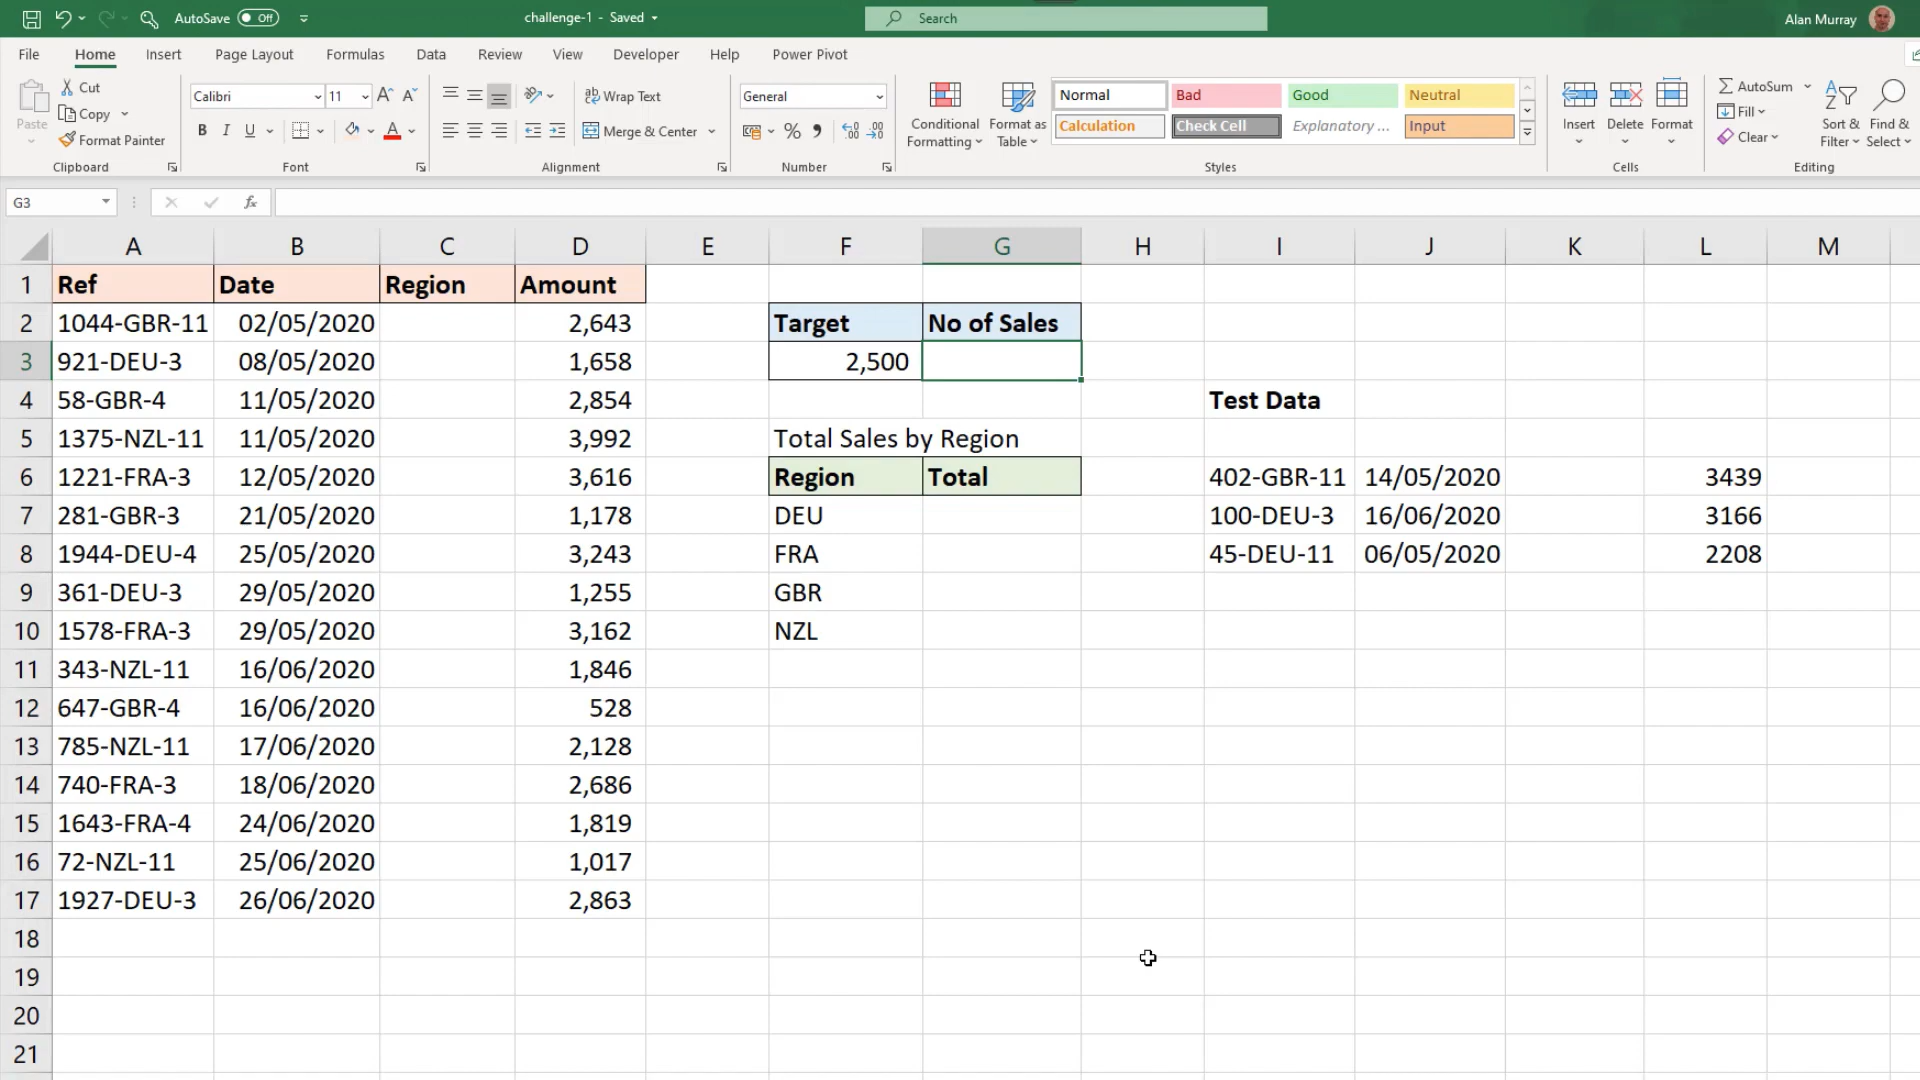 AutoSave Off challenge-1 - Saved Search Alan Murray
File Home Insert Page Layout Formulas Data Review View Developer Help Power Pivot
Paste Cut Copy Format Painter Clipboard
Calibri 11 B I U A Font
Wrap Text Merge & Center Alignment
General % Number
Conditional Formatting Format as Table
Normal Bad Good Neutral
Calculation Check Cell Explanatory ... Input
Styles
Insert Delete Format Cells
AutoSum Fill Clear Sort & Filter Find & Select Editing
G3 fx
A B C D E F G H I J K L M
1 Ref Date Region Amount
2 1044-GBR-11 02/05/2020 2,643 Target No of Sales
3 921-DEU-3 08/05/2020 1,658 2,500
4 58-GBR-4 11/05/2020 2,854 Test Data
5 1375-NZL-11 11/05/2020 3,992 Total Sales by Region
6 1221-FRA-3 12/05/2020 3,616 Region Total 402-GBR-11 14/05/2020 3439
7 281-GBR-3 21/05/2020 1,178 DEU 100-DEU-3 16/06/2020 3166
8 1944-DEU-4 25/05/2020 3,243 FRA 45-DEU-11 06/05/2020 2208
9 361-DEU-3 29/05/2020 1,255 GBR
10 1578-FRA-3 29/05/2020 3,162 NZL
11 343-NZL-11 16/06/2020 1,846
12 647-GBR-4 16/06/2020 528
13 785-NZL-11 17/06/2020 2,128
14 740-FRA-3 18/06/2020 2,686
15 1643-FRA-4 24/06/2020 1,819
16 72-NZL-11 25/06/2020 1,017
17 1927-DEU-3 26/06/2020 2,863
18
19
20
21